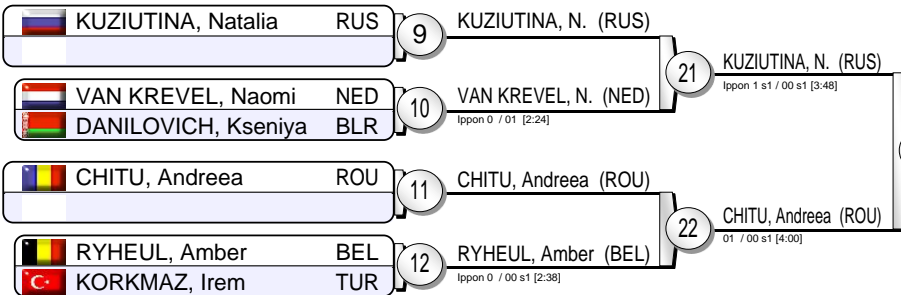 KUZIUTINA, Natalia RUS
9
KUZIUTINA, N. (RUS)
21
KUZIUTINA, N. (RUS)
Ippon 1 s1 / 00 s1 [3:48]
VAN KREVEL, Naomi NED
DANILOVICH, Kseniya BLR
10
VAN KREVEL, N. (NED)
Ippon 0 / 01 [2:24]
CHITU, Andreea ROU
11
CHITU, Andreea (ROU)
22
CHITU, Andreea (ROU)
01 / 00 s1 [4:00]
RYHEUL, Amber BEL
KORKMAZ, Irem TUR
12
RYHEUL, Amber (BEL)
Ippon 0 / 00 s1 [2:38]